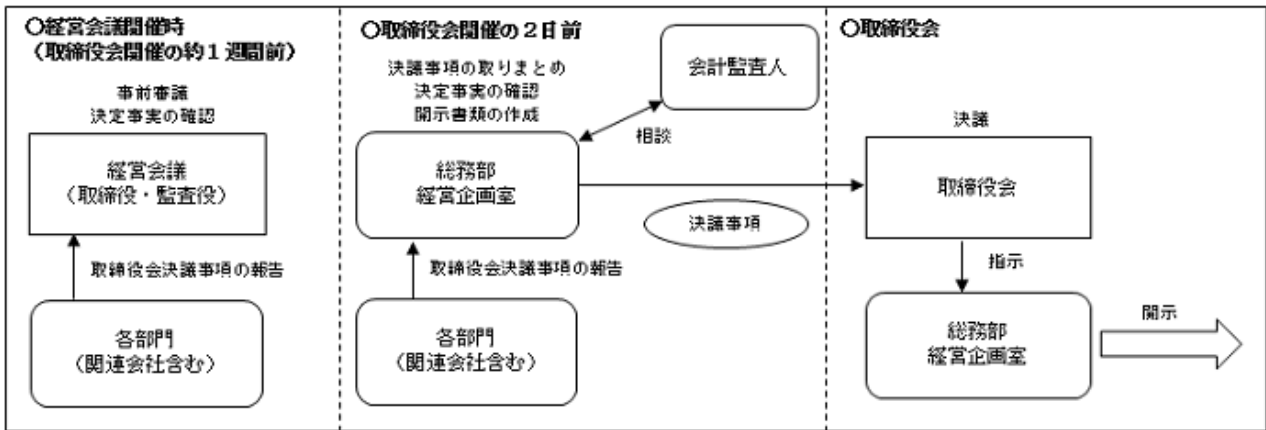 ○経営会議開催時
(取締役会開催の約1週間前)
事前審議
決定事実の確認
経営会議
(取締役・監査役)
取締役会決議事項の報告
各部門
(関連会社含む)
○取締役会開催の2日前
決議事項の取りまとめ
決定事実の確認
開示書類の作成
会計監査人
相談
総務部
経営企画室
決議事項
取締役会決議事項の報告
各部門
(関連会社含む)
○取締役会
決議
取締役会
指示
総務部
経営企画室
開示